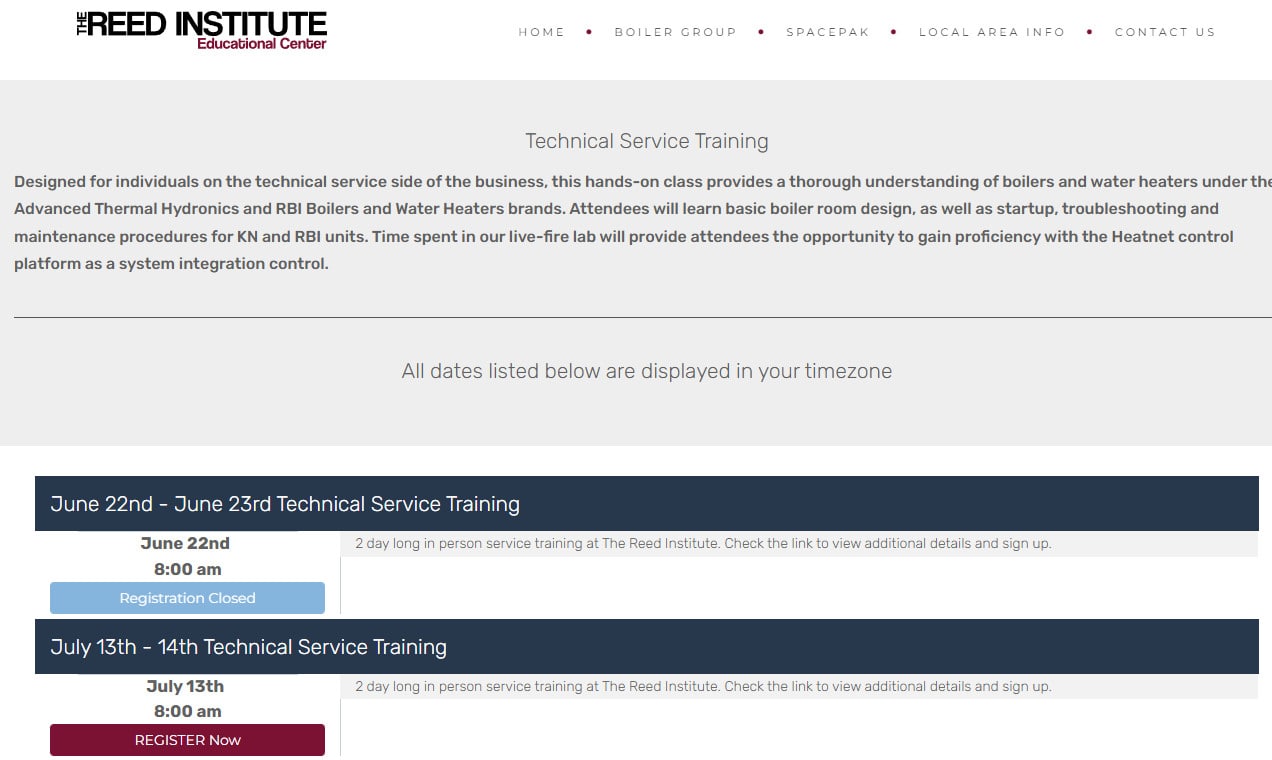 THE REED INSTITUTE
Educational Center
HOME • BOILER GROUP • SPACEPAK • LOCAL AREA INFO • CONTACT US
Technical Service Training
Designed for individuals on the technical service side of the business, this hands-on class provides a thorough understanding of boilers and water heaters under the
Advanced Thermal Hydronics and RBI Boilers and Water Heaters brands. Attendees will learn basic boiler room design, as well as startup, troubleshooting and
maintenance procedures for KN and RBI units. Time spent in our live-fire lab will provide attendees the opportunity to gain proficiency with the Heatnet control
platform as a system integration control.
All dates listed below are displayed in your timezone
June 22nd - June 23rd Technical Service Training
June 22nd
2 day long in person service training at The Reed Institute. Check the link to view additional details and sign up.
8:00 am
Registration Closed
July 13th - 14th Technical Service Training
July 13th
2 day long in person service training at The Reed Institute. Check the link to view additional details and sign up.
8:00 am
REGISTER Now